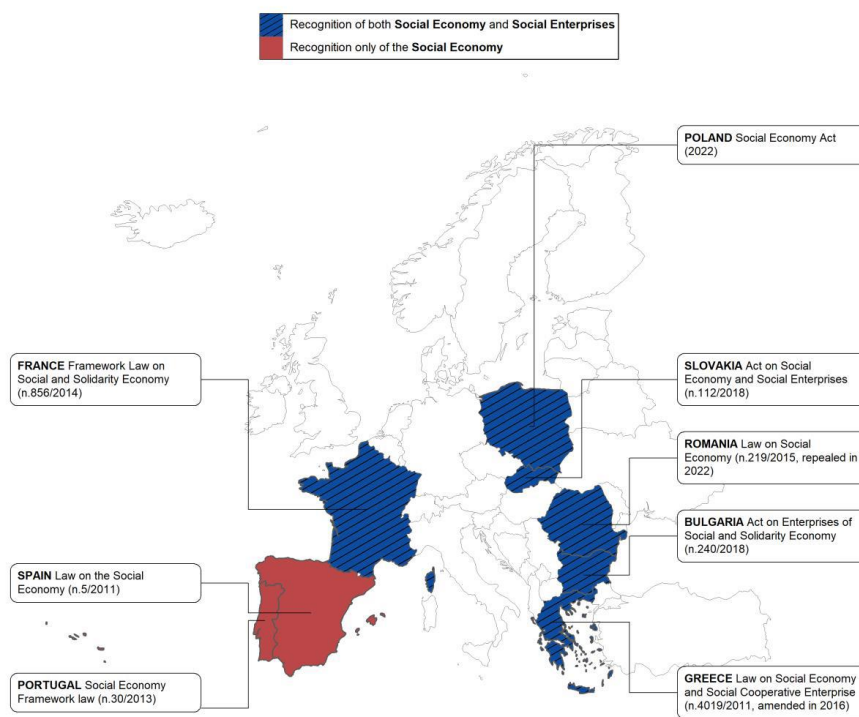 Recognition of both Social Economy and Social Enterprises
Recognition only of the Social Economy
POLAND Social Economy Act
(2022)
FRANCE Framework Law on
Social and Solidarity Economy
(n.856/2014)
SLOVAKIA Act on Social
Economy and Social Enterprises
(n.112/2018)
ROMANIA Law on Social
Economy (n.219/2015, repealed in
2022)
BULGARIA Act on Enterprises of
Social and Solidarity Economy
(n.240/2018)
SPAIN Law on the Social
Economy (n.5/2011)
PORTUGAL Social Economy
Framework law (n.30/2013)
GREECE Law on Social Economy
and Social Cooperative Enterprise
(n.4019/2011, amended in 2016)